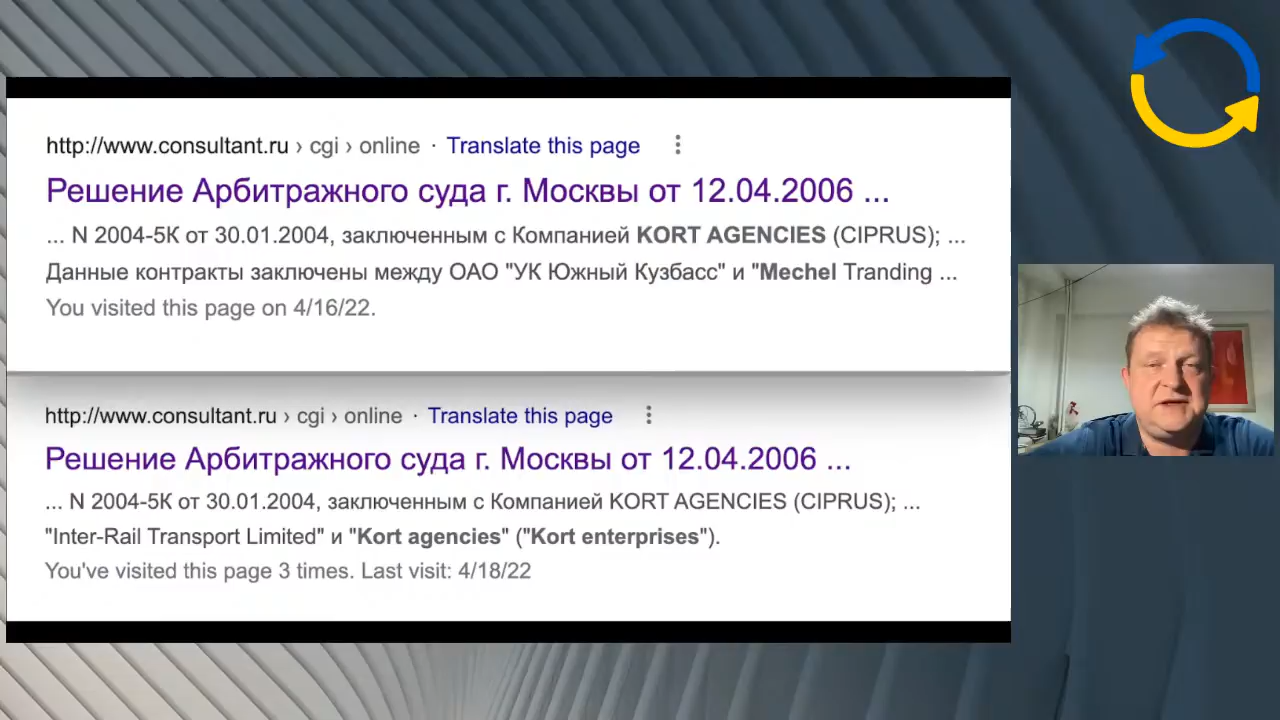 http://www.consultant.ru › cgi › online · Translate this page
Решение Арбитражного суда г. Москвы от 12.04.2006 ...
... N 2004-5К от 30.01.2004, заключенным с Компанией KORT AGENCIES (CIPRUS); ...
Данные контракты заключены между ОАО "УК Южный Кузбасс" и "Mechel Tranding ...
You visited this page on 4/16/22.
http://www.consultant.ru › cgi › online · Translate this page
Решение Арбитражного суда г. Москвы от 12.04.2006 ...
... N 2004-5К от 30.01.2004, заключенным с Компанией KORT AGENCIES (CIPRUS); ...
"Inter-Rail Transport Limited" и "Kort agencies" ("Kort enterprises").
You've visited this page 3 times. Last visit: 4/18/22